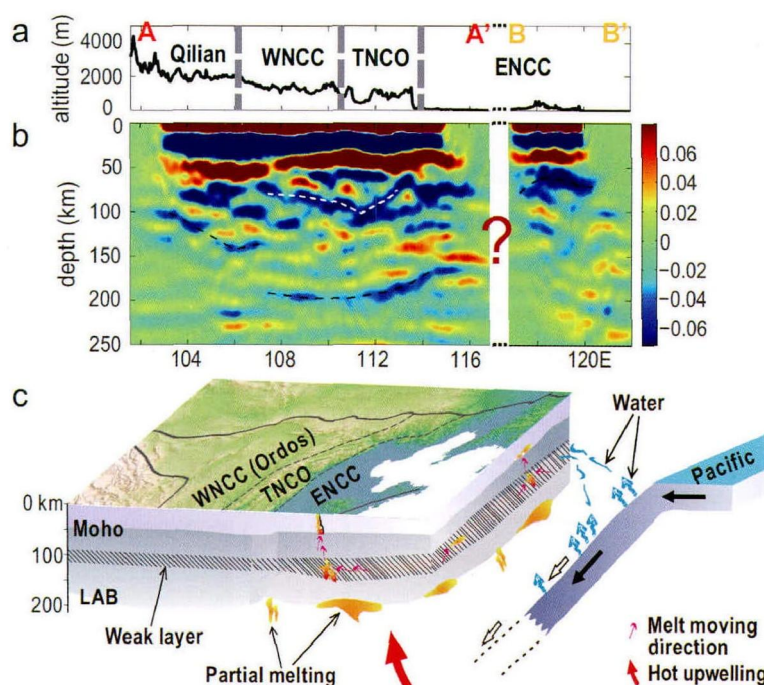 a
altitude (m)
4000
2000
0
A
Qilian
WNCC
TNCO
A'
B
ENCC
B'
b
depth (km)
0
50
100
150
200
250
?
104
108
112
116
120E
0.06
0.04
0.02
0
−0.02
−0.04
−0.06
c
WNCC (Ordos)
TNCO
ENCC
Water
Pacific
0 km
Moho
100
LAB
200
Weak layer
Partial melting
Melt moving
direction
Hot upwelling